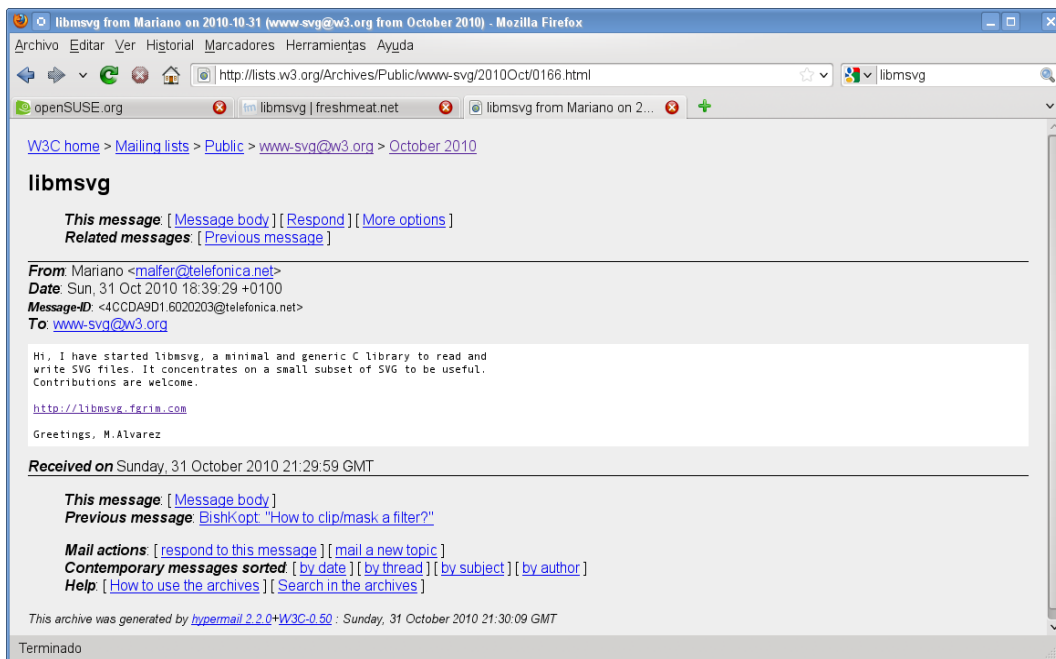 libmsvg from Mariano on 2010-10-31 (www-svg@w3.org from October 2010) - Mozilla Firefox
Archivo Editar Ver Historial Marcadores Herramientas Ayuda
http://lists.w3.org/Archives/Public/www-svg/2010Oct/0166.html libmsvg
openSUSE.org fm libmsvg | freshmeat.net libmsvg from Mariano on 2...
W3C home > Mailing lists > Public > www-svg@w3.org > October 2010
libmsvg
This message: [ Message body ] [ Respond ] [ More options ]
Related messages: [ Previous message ]
From: Mariano <malfer@telefonica.net>
Date: Sun, 31 Oct 2010 18:39:29 +0100
Message-ID: <4CCDA9D1.6020203@telefonica.net>
To: www-svg@w3.org
Hi, I have started libmsvg, a minimal and generic C library to read and
write SVG files. It concentrates on a small subset of SVG to be useful.
Contributions are welcome.
http://libmsvg.fgrim.com
Greetings, M.Alvarez
Received on Sunday, 31 October 2010 21:29:59 GMT
This message: [ Message body ]
Previous message: BishKopt: "How to clip/mask a filter?"
Mail actions: [ respond to this message ] [ mail a new topic ]
Contemporary messages sorted: [ by date ] [ by thread ] [ by subject ] [ by author ]
Help: [ How to use the archives ] [ Search in the archives ]
This archive was generated by hypermail 2.2.0+W3C-0.50 : Sunday, 31 October 2010 21:30:09 GMT
Terminado